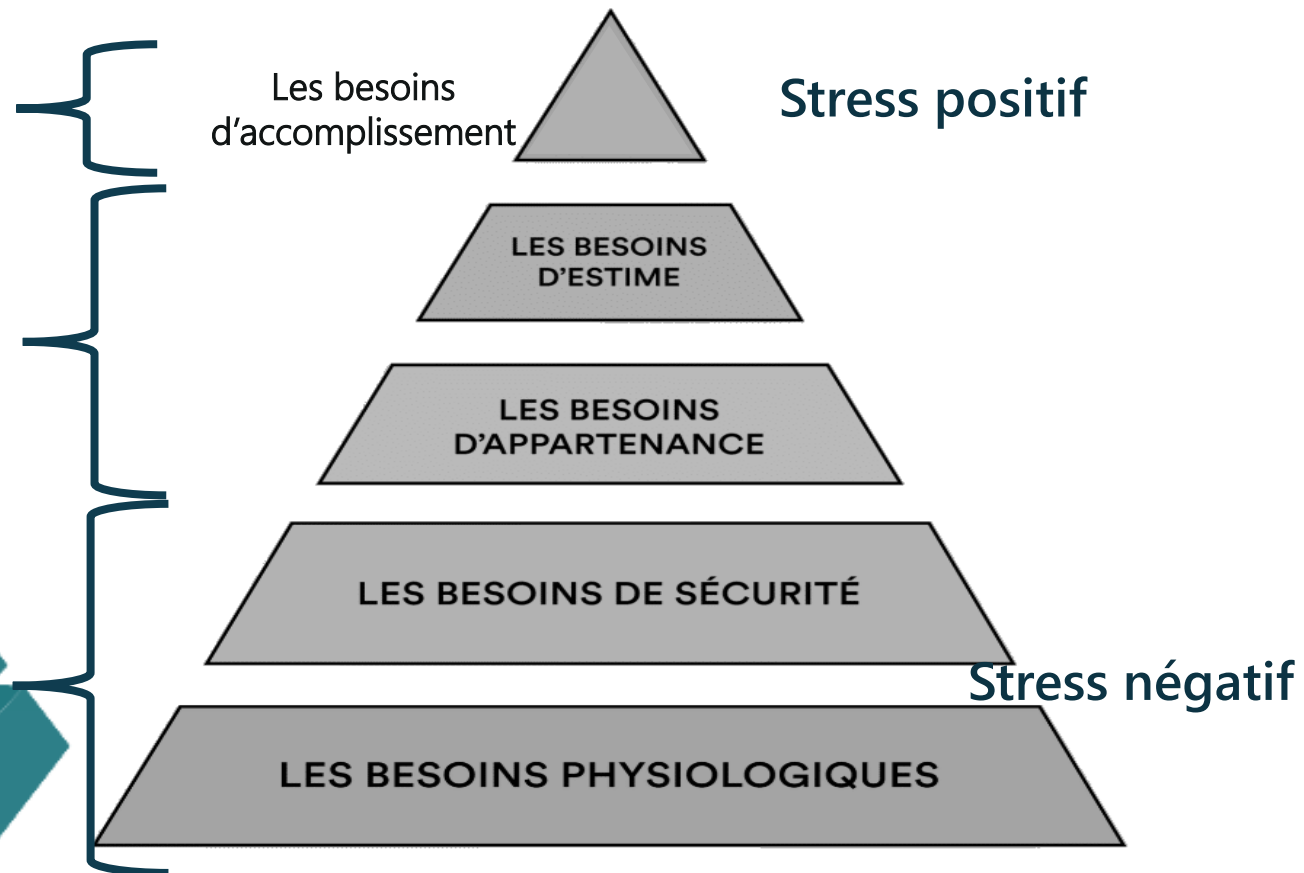 Les besoins
d'accomplissement
Stress positif
LES BESOINS
D'ESTIME
LES BESOINS
D'APPARTENANCE
LES BESOINS DE SÉCURITÉ
Stress négatif
LES BESOINS PHYSIOLOGIQUES